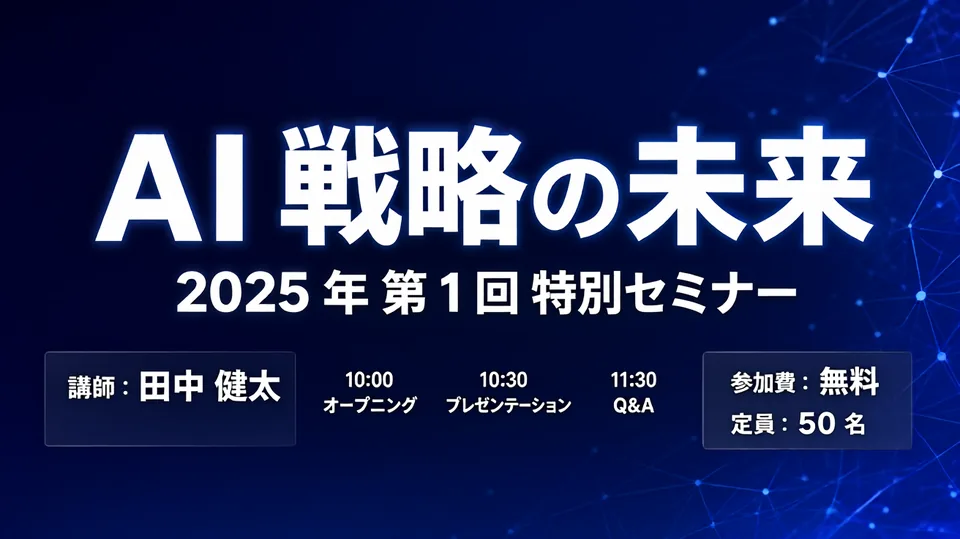 AI 戦略の未来
2025 年 第 1 回 特別セミナー
講師：田中 健太
10:00
オープニング
10:30
プレゼンテーション
11:30
Q&A
参加費：無料
定員：50 名